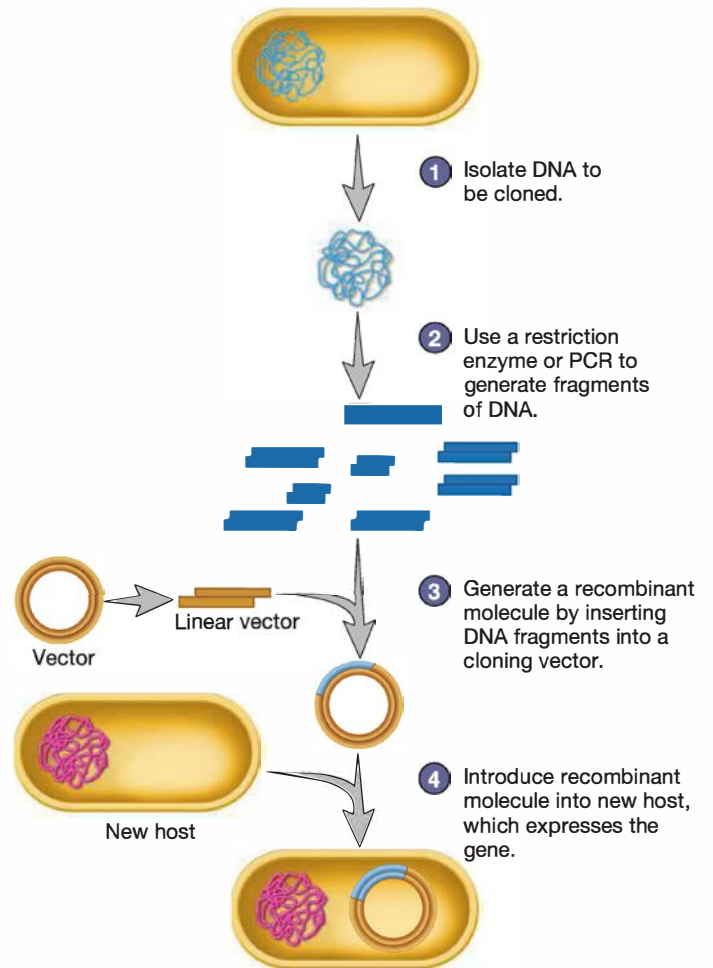 1 Isolate DNA to
be cloned.
2 Use a restriction
enzyme or PCR to
generate fragments
of DNA.
Vector
Linear vector
3 Generate a recombinant
molecule by inserting
DNA fragments into a
cloning vector.
New host
4 Introduce recombinant
molecule into new host,
which expresses the
gene.